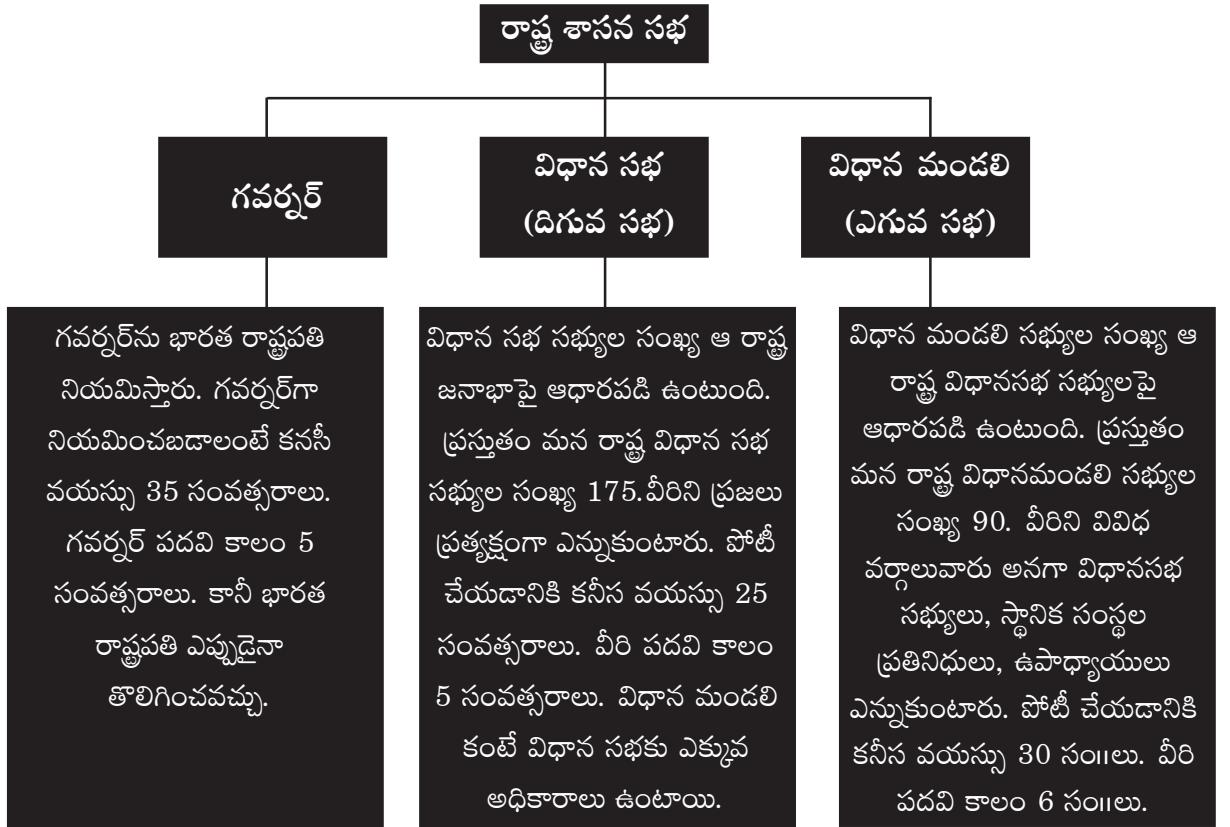 రాష్ట్ర శాసన సభ
గవర్నర్
విధాన సభ
(దిగువ సభ)
విధాన మండలి
(ఎగువ సభ)
గవర్నర్‌ను భారత రాష్ట్రపతి
నియమిస్తారు. గవర్నర్‌గా
నియమించబడాలంటే కనసీ
వయస్సు 35 సంవత్సరాలు.
గవర్నర్ పదవి కాలం 5
సంవత్సరాలు. కానీ భారత
రాష్ట్రపతి ఎప్పుడైనా
తొలిగించవచ్చు.
విధాన సభ సభ్యుల సంఖ్య ఆ రాష్ట్ర
జనాభాపై ఆధారపడి ఉంటుంది.
ప్రస్తుతం మన రాష్ట్ర విధాన సభ
సభ్యుల సంఖ్య 175.వీరిని ప్రజలు
ప్రత్యక్షంగా ఎన్నుకుంటారు. పోటీ
చేయడానికి కనీస వయస్సు 25
సంవత్సరాలు. వీరి పదవి కాలం
5 సంవత్సరాలు. విధాన మండలి
కంటే విధాన సభకు ఎక్కువ
అధికారాలు ఉంటాయి.
విధాన మండలి సభ్యుల సంఖ్య ఆ
రాష్ట్ర విధానసభ సభ్యులపై
ఆధారపడి ఉంటుంది. ప్రస్తుతం
మన రాష్ట్ర విధానమండలి సభ్యుల
సంఖ్య 90. వీరిని వివిధ
వర్గాలువారు అనగా విధానసభ
సభ్యులు, స్థానిక సంస్థల
ప్రతినిధులు, ఉపాధ్యాయులు
ఎన్నుకుంటారు. పోటీ చేయడానికి
కనీస వయస్సు 30 సం॥లు. వీరి
పదవి కాలం 6 సం॥లు.